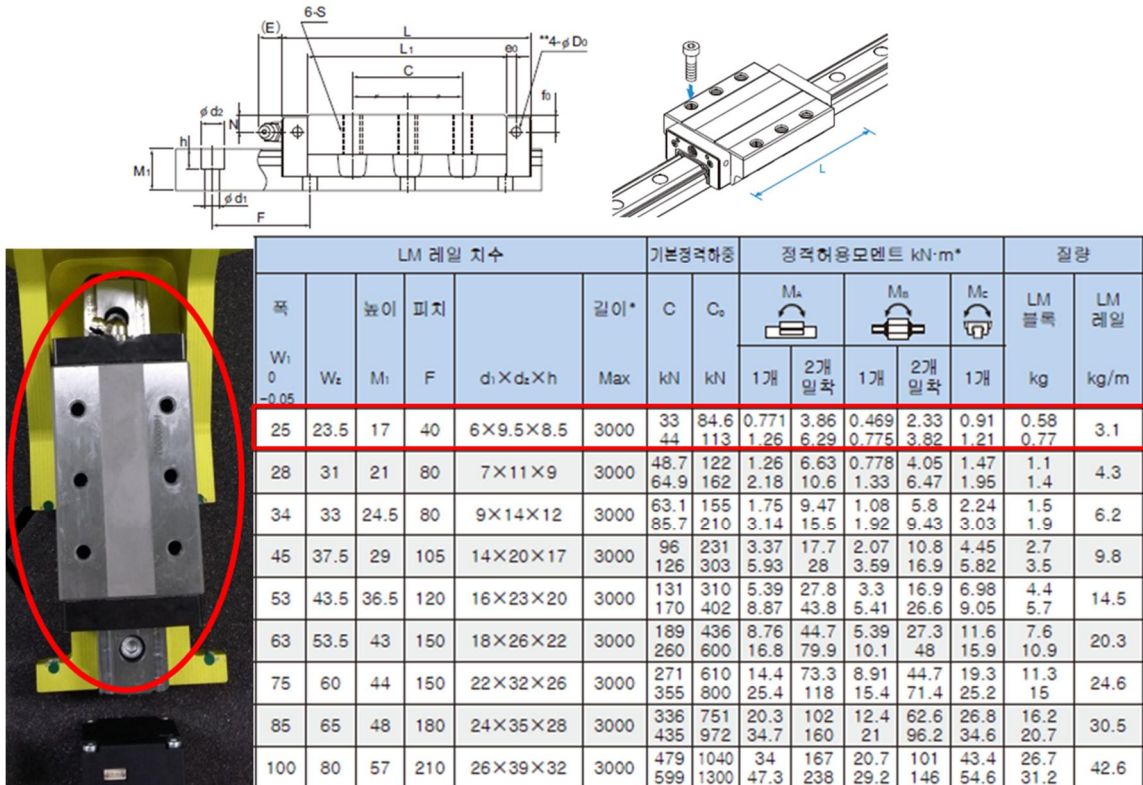 6-S
(E)
L
L1
e0
**4-φD0
C
f0
φd2
N
h
M1
φd1
F
L
LM 레일 치수 기본정격하중 정적허용모멘트 kN·m* 질량
폭 높이 피치 길이* C C0 MA MB MC LM 블록 LM 레일
W1 0 -0.05 W2 M1 F d1×d2×h Max kN kN 1개 2개 밀착 1개 2개 밀착 1개 kg kg/m
25 23.5 17 40 6×9.5×8.5 3000 33 84.6 0.771 3.86 0.469 2.33 0.91 0.58 3.1
44 113 1.26 6.29 0.775 3.82 1.21 0.77
28 31 21 80 7×11×9 3000 48.7 122 1.26 6.63 0.778 4.05 1.47 1.1 4.3
64.9 162 2.18 10.6 1.33 6.47 1.95 1.4
34 33 24.5 80 9×14×12 3000 63.1 155 1.75 9.47 1.08 5.8 2.24 1.5 6.2
85.7 210 3.14 15.5 1.92 9.43 3.03 1.9
45 37.5 29 105 14×20×17 3000 96 231 3.37 17.7 2.07 10.8 4.45 2.7 9.8
126 303 5.93 28 3.59 16.9 5.82 3.5
53 43.5 36.5 120 16×23×20 3000 131 310 5.39 27.8 3.3 16.9 6.98 4.4 14.5
170 402 8.87 43.8 5.41 26.6 9.05 5.7
63 53.5 43 150 18×26×22 3000 189 436 8.76 44.7 5.39 27.3 11.6 7.6 20.3
260 600 16.8 79.9 10.1 48 15.9 10.9
75 60 44 150 22×32×26 3000 271 610 14.4 73.3 8.91 44.7 19.3 11.3 24.6
355 800 25.4 118 15.4 71.4 25.2 15
85 65 48 180 24×35×28 3000 336 751 20.3 102 12.4 62.6 26.8 16.2 30.5
435 972 34.7 160 21 96.2 34.6 20.7
100 80 57 210 26×39×32 3000 479 1040 34 167 20.7 101 43.4 26.7 42.6
599 1300 47.3 238 29.2 146 54.6 31.2